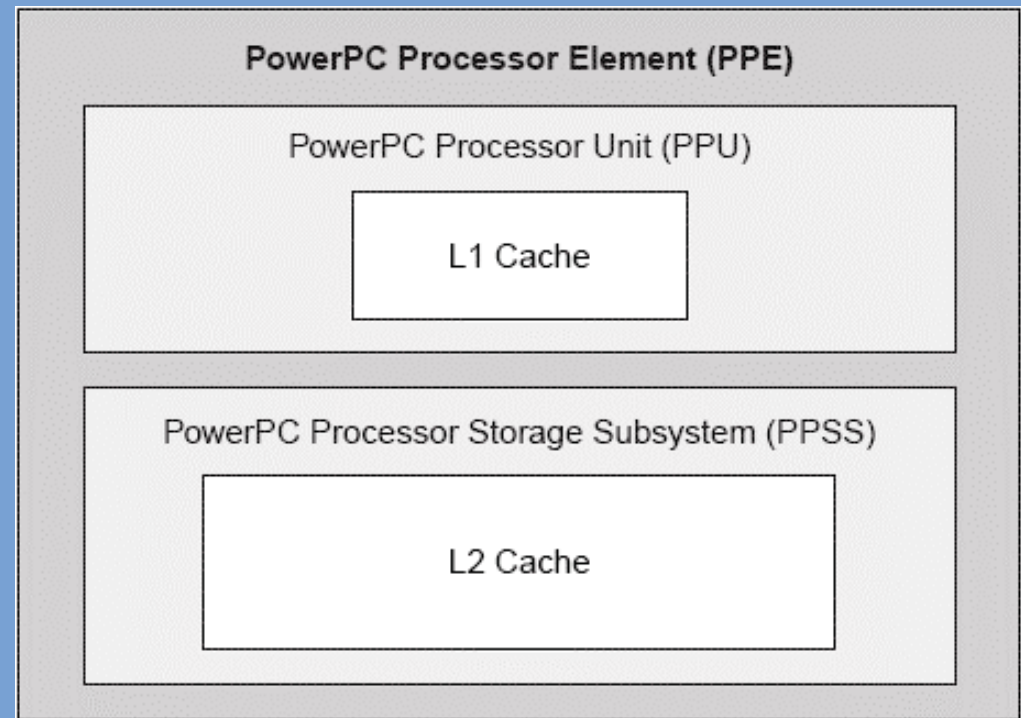 PowerPC Processor Element (PPE)
PowerPC Processor Unit (PPU)
L1 Cache
PowerPC Processor Storage Subsystem (PPSS)
L2 Cache